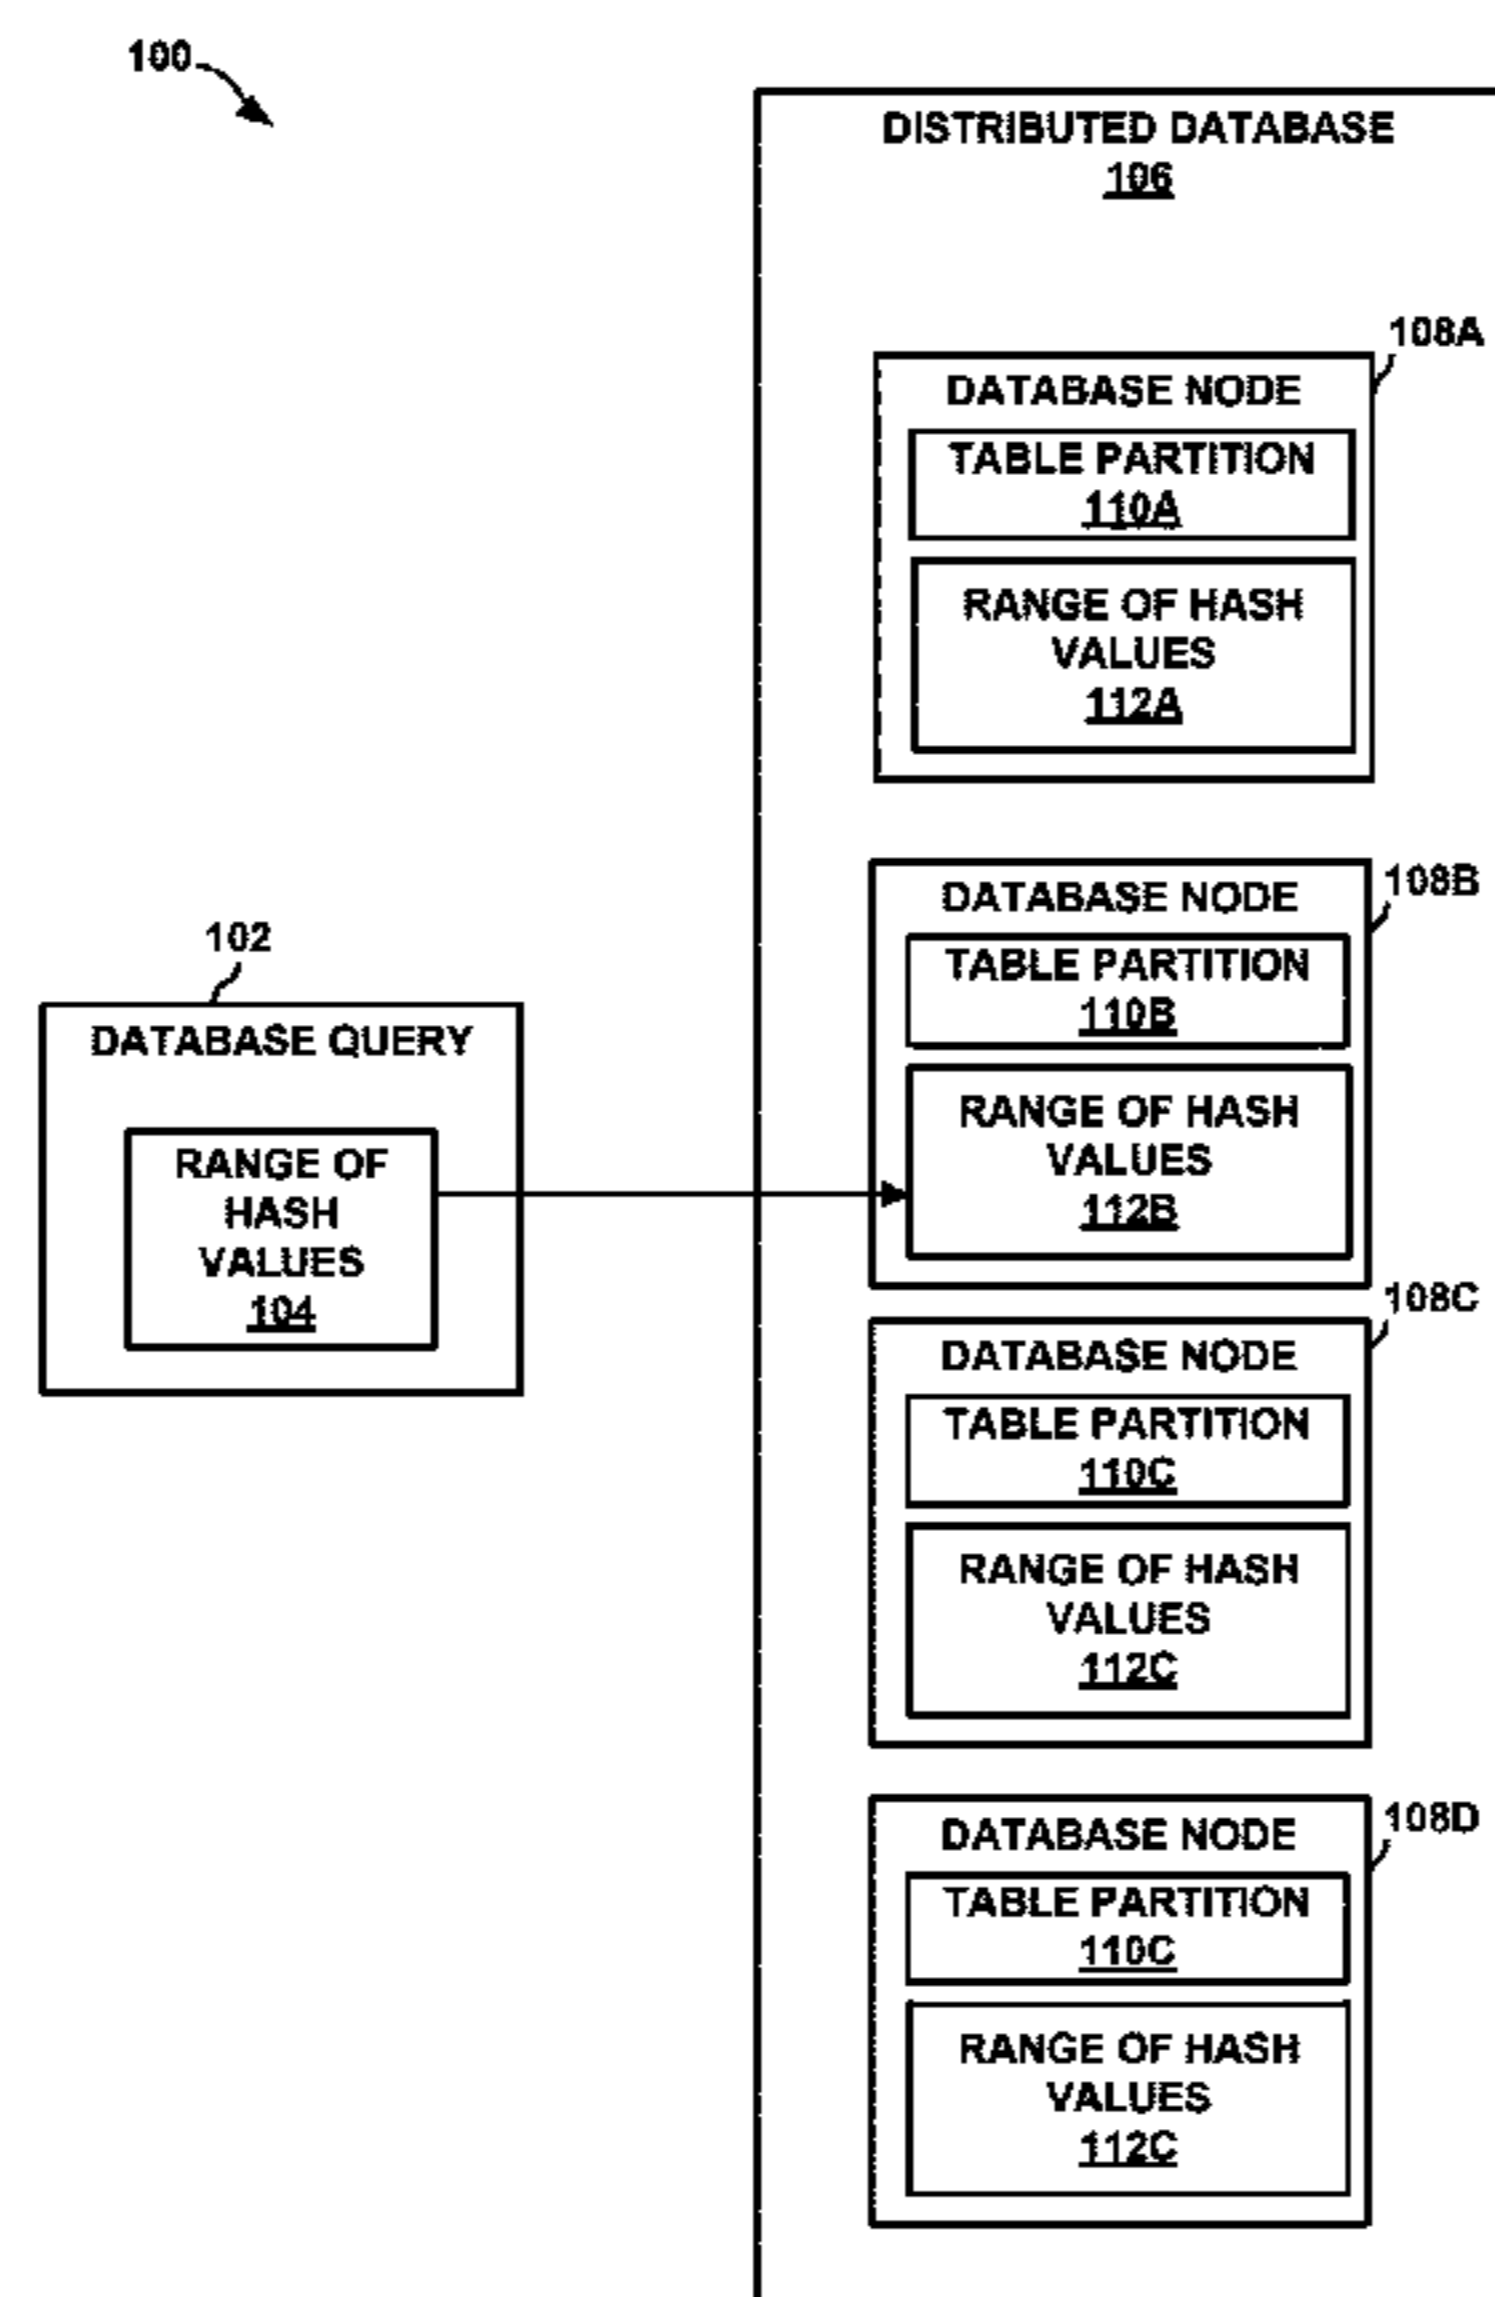 100
DISTRIBUTED DATABASE
106
108A
DATABASE NODE
TABLE PARTITION
110A
RANGE OF HASH
VALUES
112A
108B
DATABASE NODE
TABLE PARTITION
110B
RANGE OF HASH
VALUES
112B
102
DATABASE QUERY
RANGE OF
HASH
VALUES
104
108C
DATABASE NODE
TABLE PARTITION
110C
RANGE OF HASH
VALUES
112C
108D
DATABASE NODE
TABLE PARTITION
110C
RANGE OF HASH
VALUES
112C